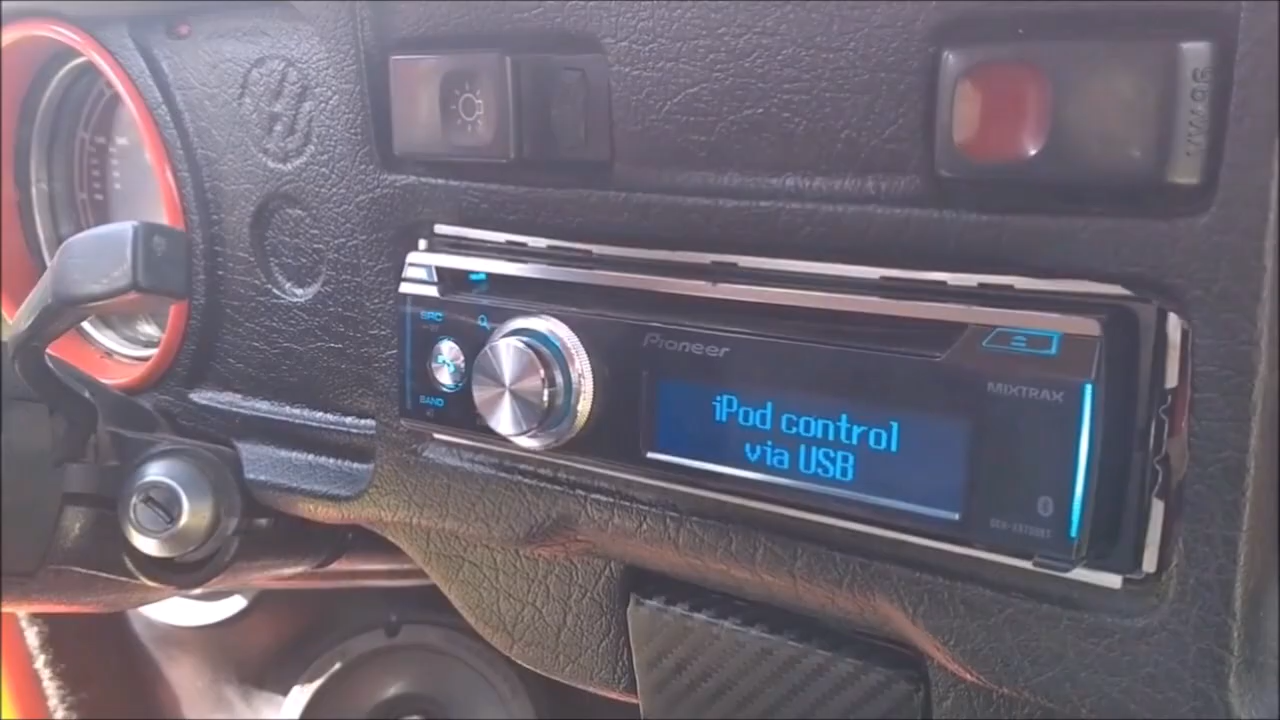 SRC
Pioneer
MIXTRAX
iPod control
via USB
BAND